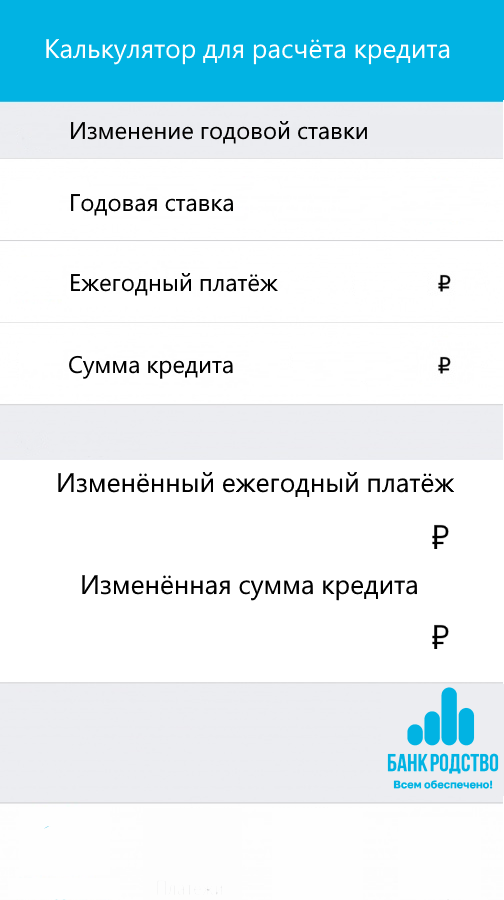 Калькулятор для расчёта кредита
Изменение годовой ставки
Годовая ставка
Ежегодный платёж ₽
Сумма кредита ₽
Изменённый ежегодный платёж
₽
Изменённая сумма кредита
₽
БАНК РОДСТВО
Всем обеспечено!